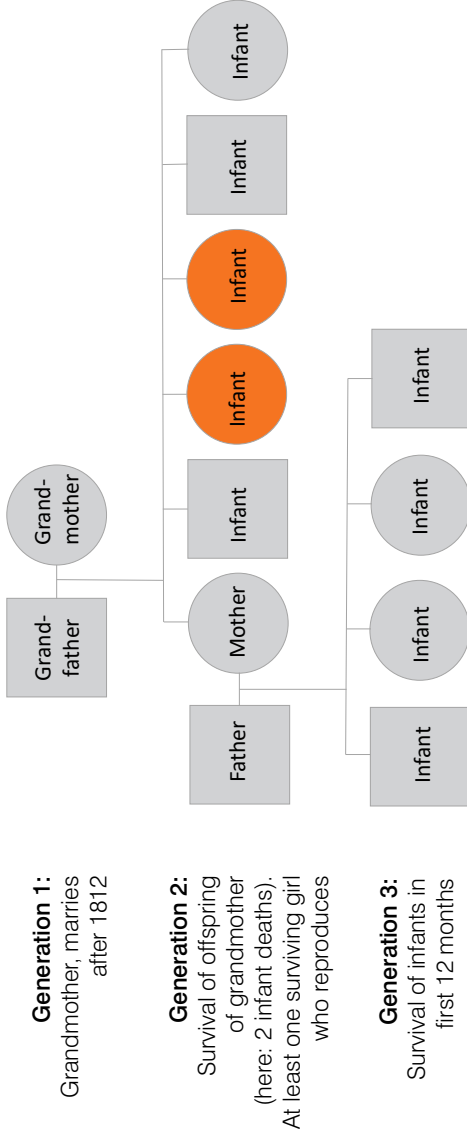 Generation 1:
Grandmother, marries
after 1812
Grand-
father
Grand-
mother
Generation 2:
Survival of offspring
of grandmother
(here: 2 infant deaths).
At least one surviving girl
who reproduces
Father
Mother
Infant
Infant
Infant
Infant
Infant
Generation 3:
Survival of infants in
first 12 months
Infant
Infant
Infant
Infant